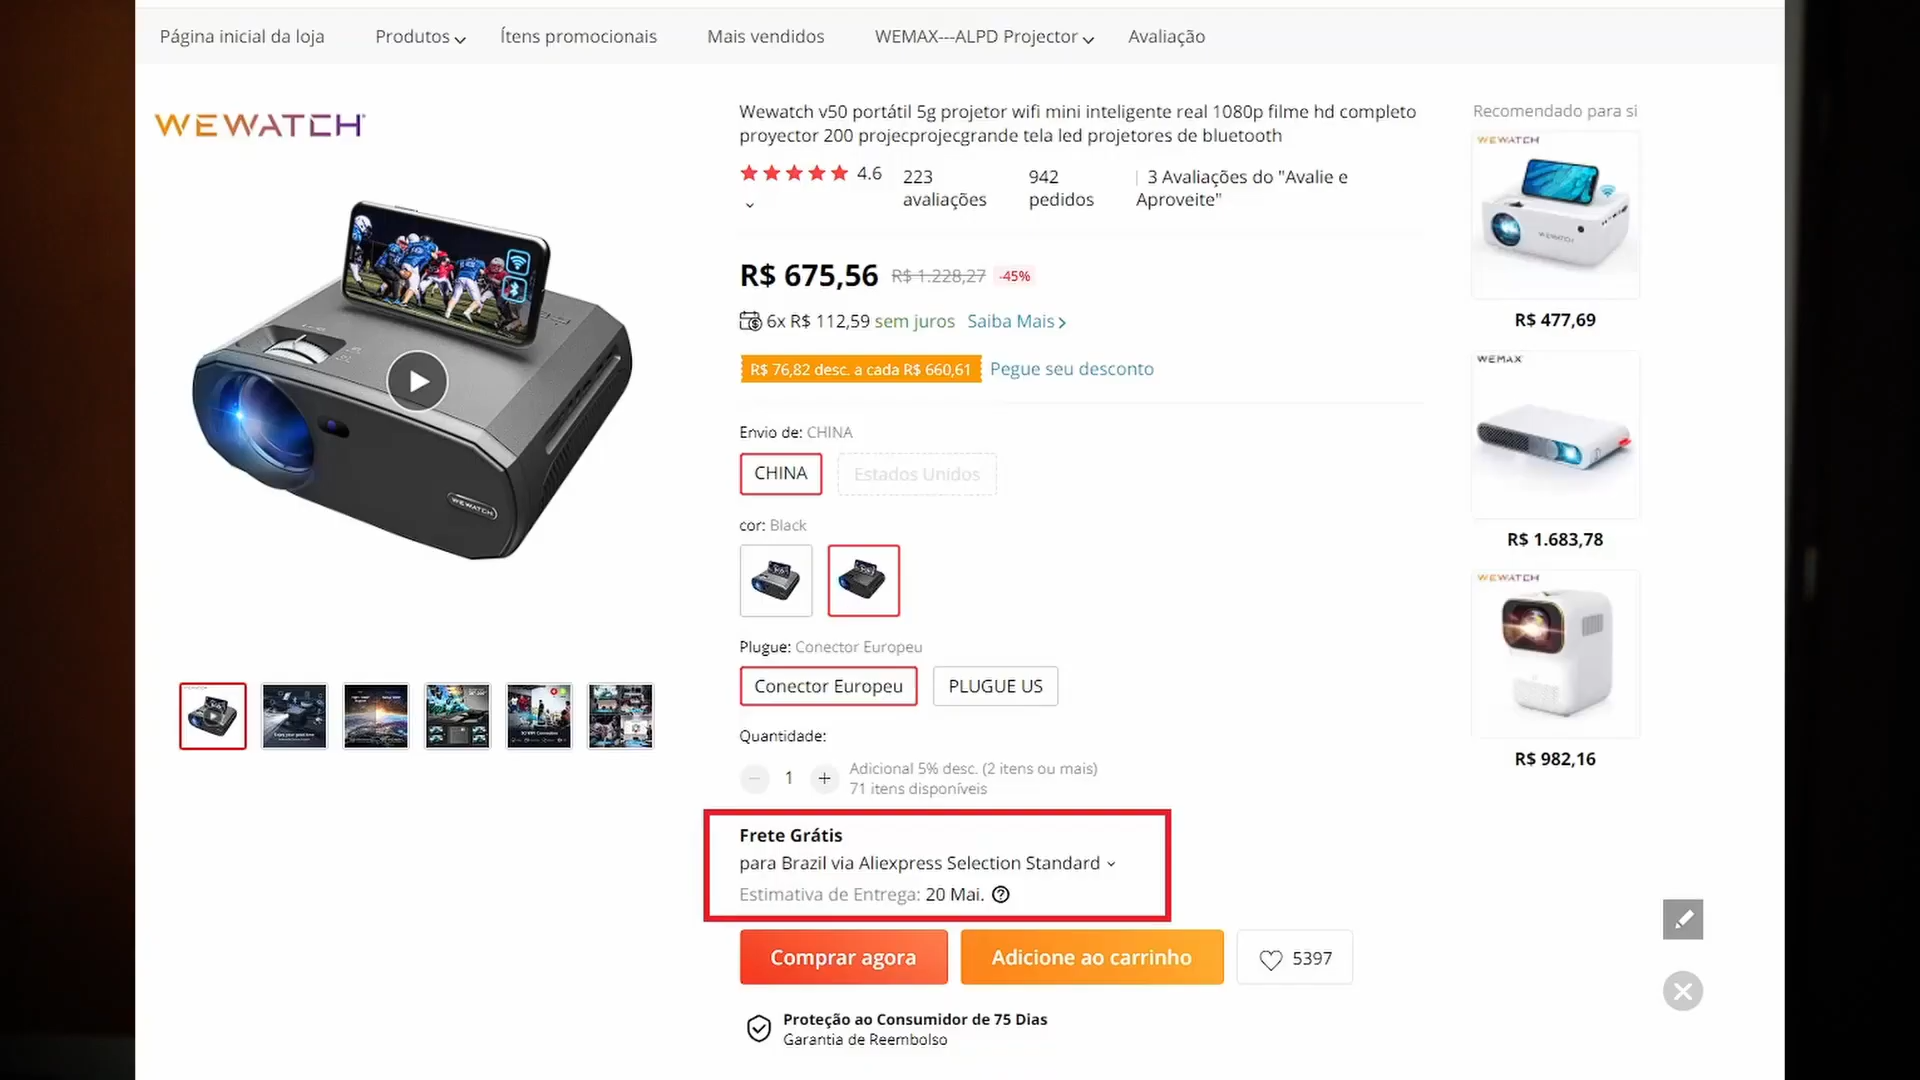 Página inicial da loja
Produtos
Ítens promocionais
Mais vendidos
WEMAX---ALPD Projector
Avaliação
WEWATCH
Wewatch v50 portátil 5g projetor wifi mini inteligente real 1080p filme hd completo
proyector 200 projecprojecgrande tela led projetores de bluetooth
4.6
223
avaliações
942
pedidos
3 Avaliações do "Avalie e
Aproveite"
R$ 675,56 R$ 1.228,27 -45%
6x R$ 112,59 sem juros Saiba Mais
R$ 76,82 desc. a cada R$ 660,61 Pegue seu desconto
Envio de: CHINA
CHINA
Estados Unidos
cor: Black
Plugue: Conector Europeu
Conector Europeu
PLUGUE US
Quantidade:
1
Adicional 5% desc. (2 itens ou mais)
71 itens disponíveis
Frete Grátis
para Brazil via Aliexpress Selection Standard
Estimativa de Entrega: 20 Mai.
Comprar agora
Adicione ao carrinho
5397
Proteção ao Consumidor de 75 Dias
Garantia de Reembolso
WEWATCH
Recomendado para si
WEWATCH
WEWATCH
R$ 477,69
WEMAX
R$ 1.683,78
WEWATCH
R$ 982,16